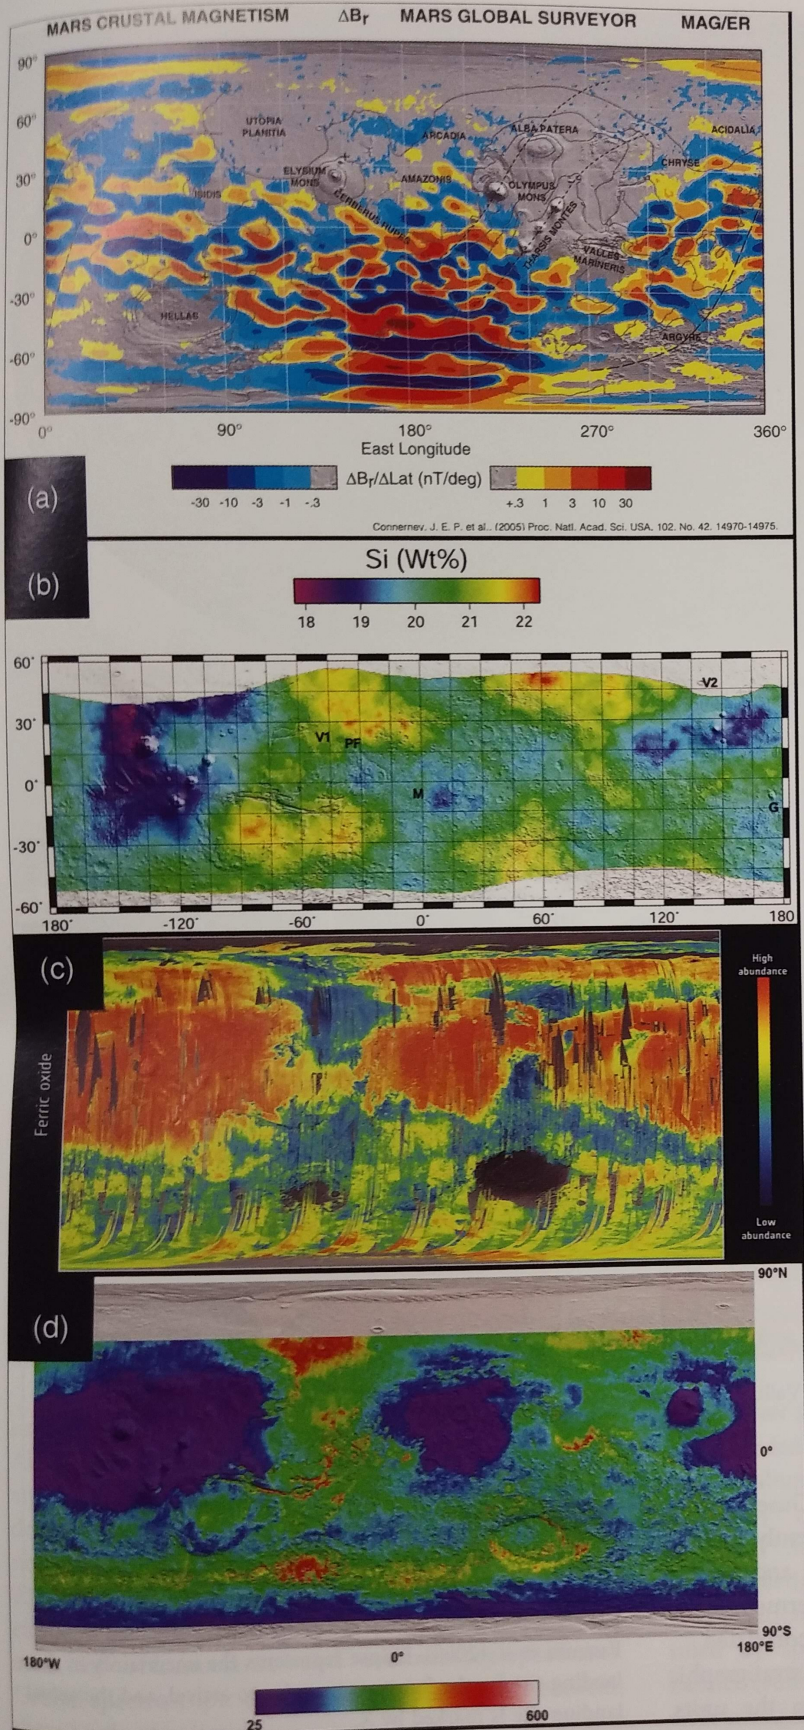 MARS CRUSTAL MAGNETISM ΔBr MARS GLOBAL SURVEYOR MAG/ER
90°
60°
30°
0°
-30°
-60°
-90°
UTOPIA
PLANITIA
ARCADIA
ALBA PATERA
ACIDALIA
ELYSIUM
MONS
CHRYSE
ISIDIS
AMAZONIS
OLYMPUS
MONS
CERBERUS RUPES
THARSIS MONTES
VALLES
MARINERIS
HELLAS
ARGYRE
0° 90° 180° 270° 360°
East Longitude
(a)
ΔBr/ΔLat (nT/deg)
-30 -10 -3 -1 -.3 +.3 1 3 10 30
Connerney, J. E. P. et al., (2005) Proc. Natl. Acad. Sci. USA, 102, No. 42, 14970-14975.
(b)
Si (Wt%)
18 19 20 21 22
60°
30°
0°
-30°
-60°
V2
V1 PF
M
G
180° -120° -60° 0° 60° 120° 180
(c)
Ferric oxide
High
abundance
Low
abundance
(d)
90°N
0°
90°S
180°W 0° 180°E
25 600